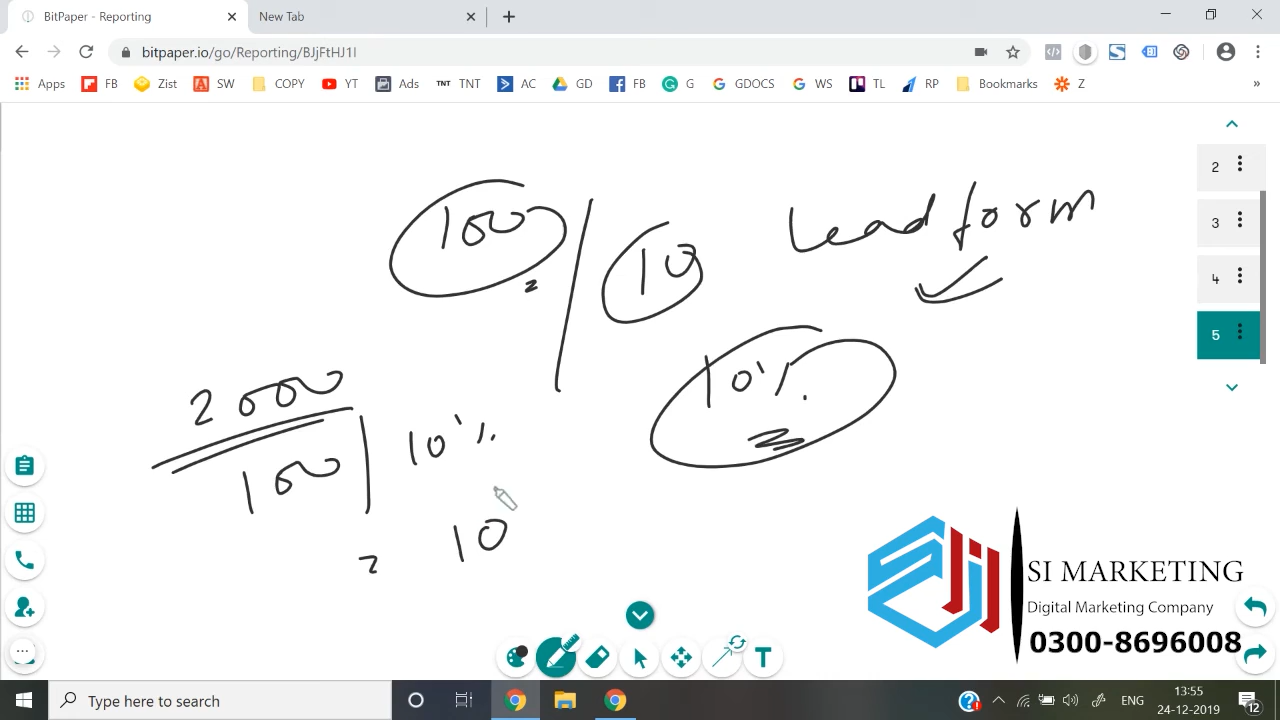 BitPaper - Reporting
New Tab
bitpaper.io/go/Reporting/BJjFtHJ1I
Apps FB Zist SW COPY YT Ads TNT TNT AC GD FB G GDOCS WS TL RP Bookmarks Z »
2
3
4
5
100 / 10 Lead form
10%
2000
100 10%
10
SI MARKETING
Digital Marketing Company
0300-8696008
T
Type here to search
ENG
13:55
24-12-2019
12